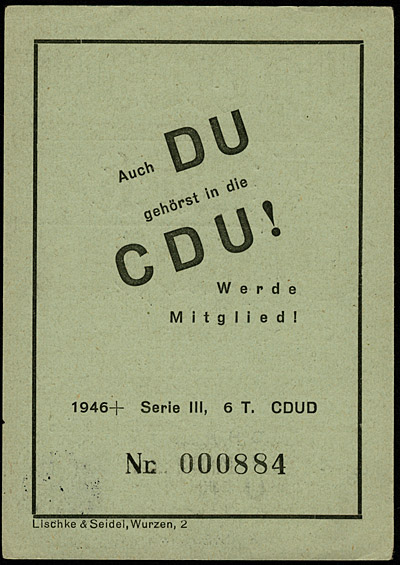 Auch DU
gehörst in die
CDU!
Werde
Mitglied!
1946+ Serie III, 6 T. CDUD
Nr. 000884
Lischke & Seidel, Wurzen, 2